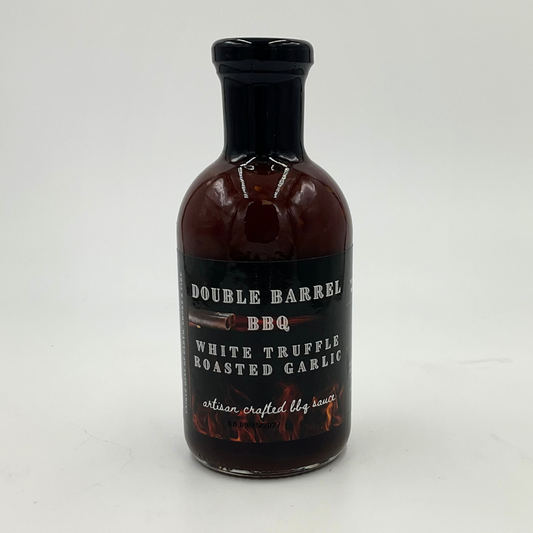 DOUBLE BARREL
BBQ
WHITE TRUFFLE
ROASTED GARLIC
artisan crafted bbq sauce